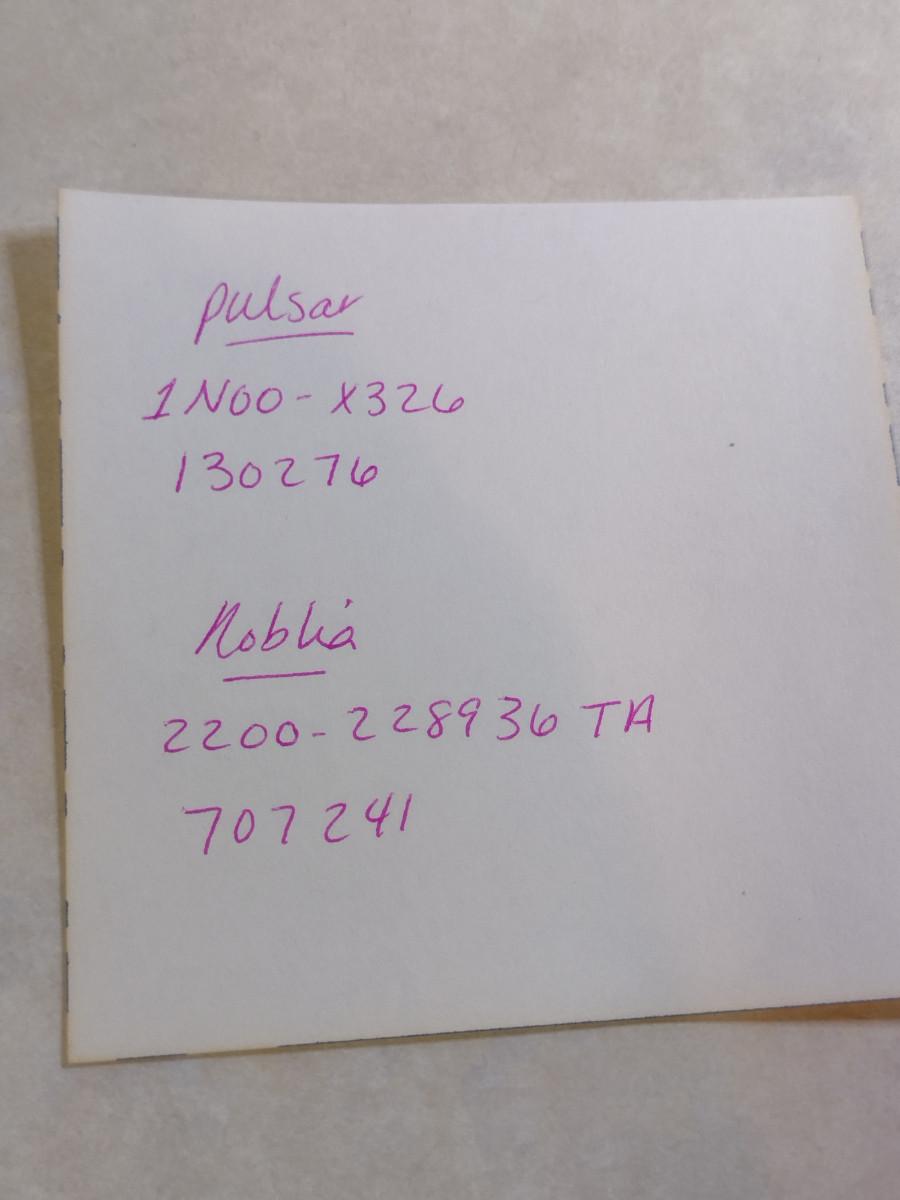 Pulsar
1N00-X326
130276
Noblia
2200-228936 TA
707241